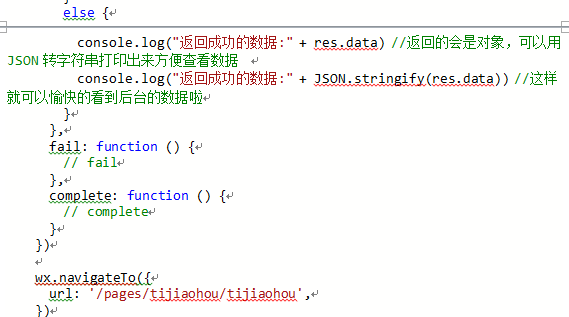 else {
console.log("返回成功的数据:" + res.data) //返回的会是对象，可以用
JSON 转字符串打印出来方便查看数据
console.log("返回成功的数据:" + JSON.stringify(res.data)) //这样
就可以愉快的看到后台的数据啦
}
},
fail: function () {
// fail
},
complete: function () {
// complete
}
})
wx.navigateTo({
url: '/pages/tijiaohou/tijiaohou',
})